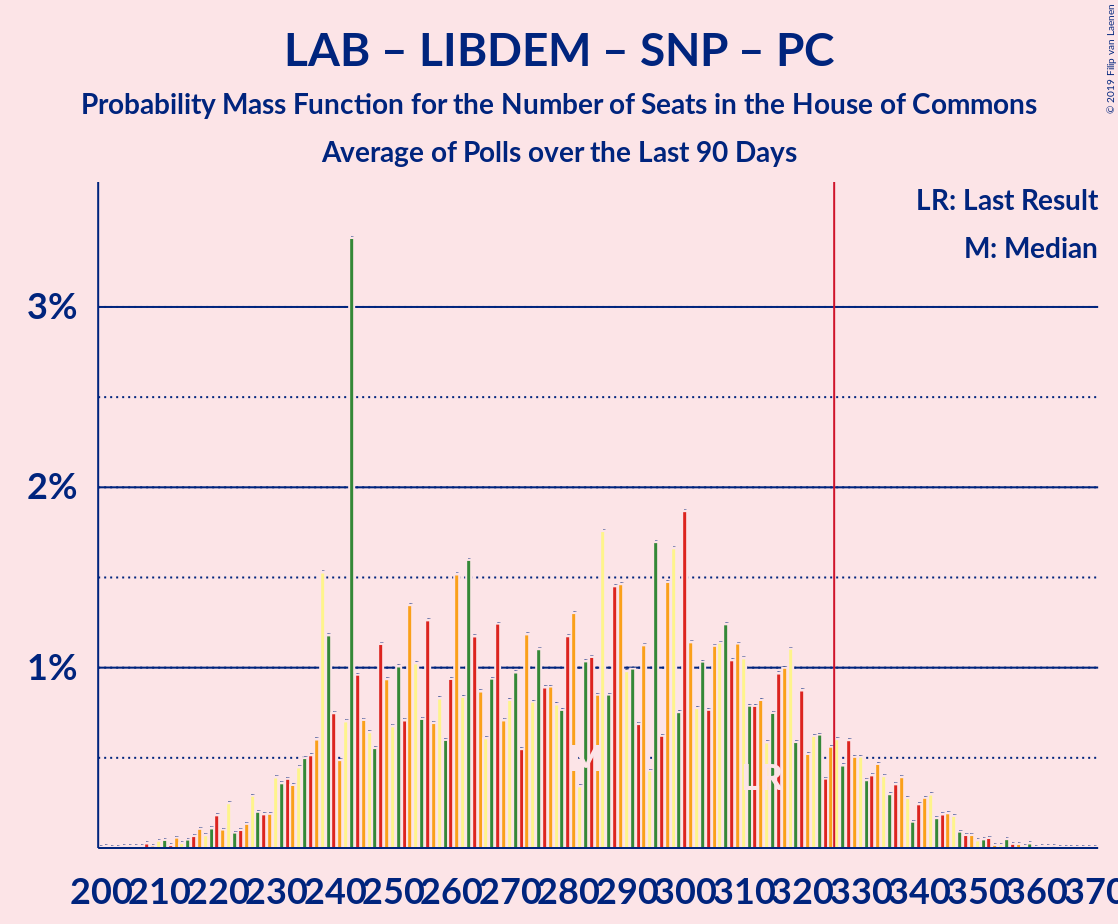 LAB – LIBDEM – SNP – PC
Probability Mass Function for the Number of Seats in the House of Commons
Average of Polls over the Last 90 Days
© 2019 Filip van Laenen
LR: Last Result
M: Median
3%
2%
1%
M
LR
200 210 220 230 240 250 260 270 280 290 300 310 320 330 340 350 360 370